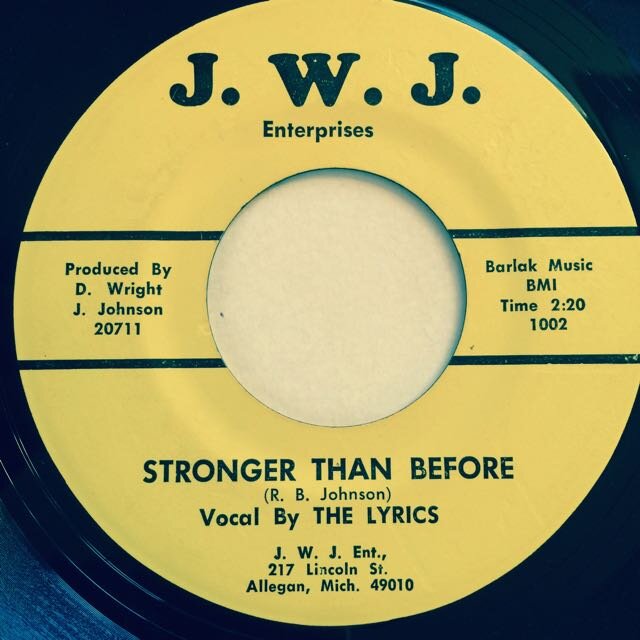 J. W. J.
Enterprises
Produced By
D. Wright
J. Johnson
20711
Barlak Music
BMI
Time 2:20
1002
STRONGER THAN BEFORE
(R. B. Johnson)
Vocal By THE LYRICS
J. W. J. Ent.,
217 Lincoln St.
Allegan, Mich. 49010